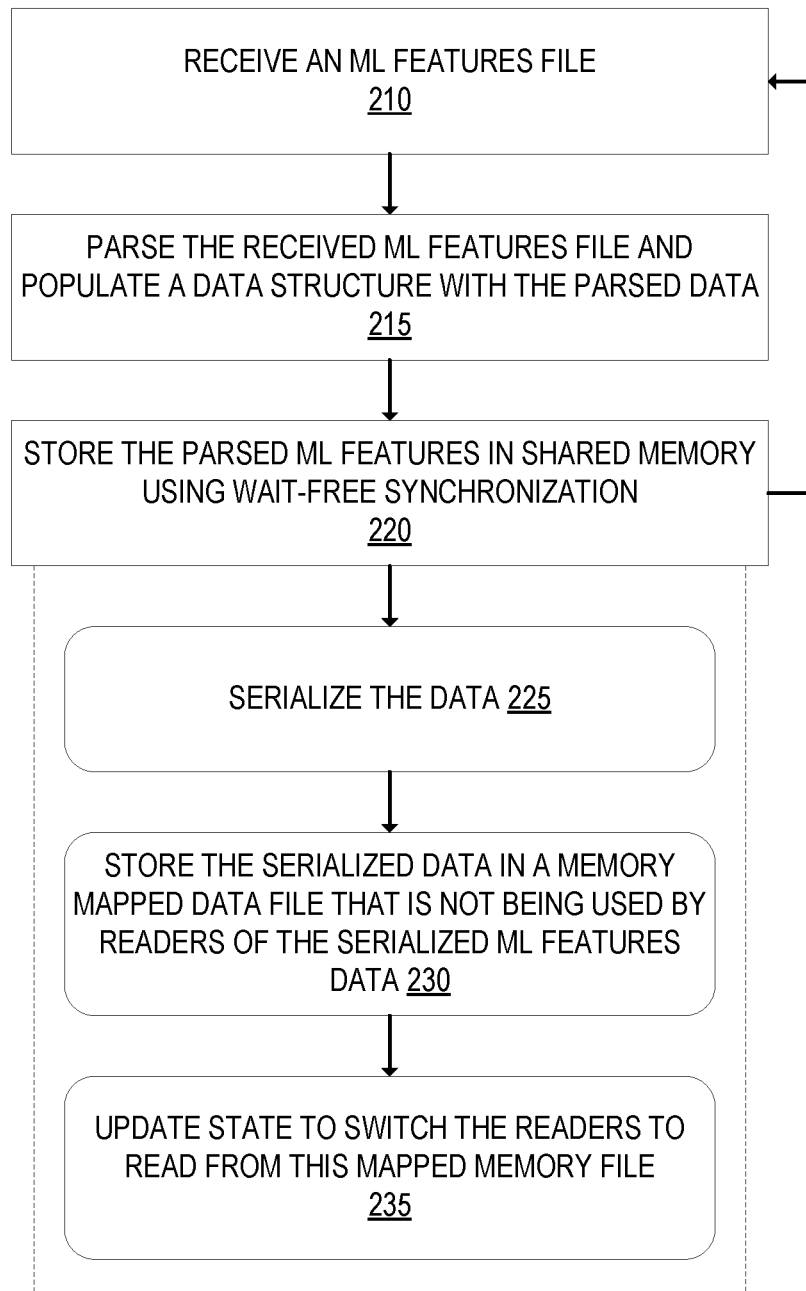 RECEIVE AN ML FEATURES FILE
210
PARSE THE RECEIVED ML FEATURES FILE AND
POPULATE A DATA STRUCTURE WITH THE PARSED DATA
215
STORE THE PARSED ML FEATURES IN SHARED MEMORY
USING WAIT-FREE SYNCHRONIZATION
220
SERIALIZE THE DATA 225
STORE THE SERIALIZED DATA IN A MEMORY
MAPPED DATA FILE THAT IS NOT BEING USED BY
READERS OF THE SERIALIZED ML FEATURES
DATA 230
UPDATE STATE TO SWITCH THE READERS TO
READ FROM THIS MAPPED MEMORY FILE
235